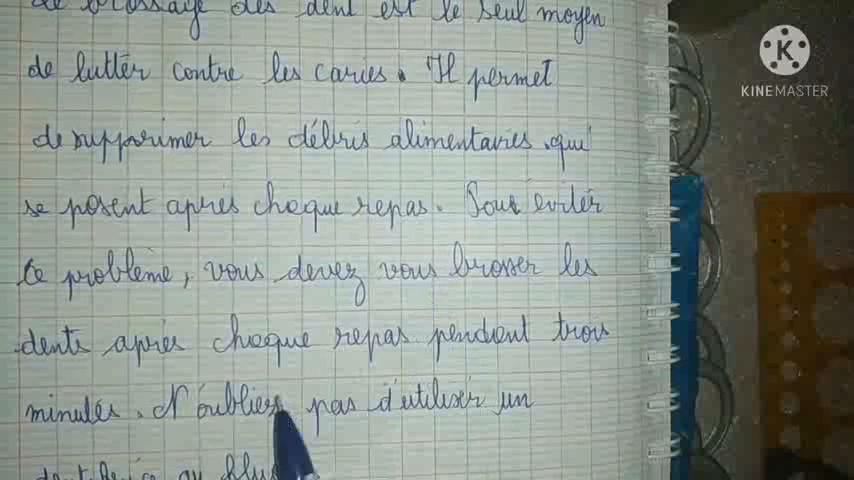 de brossage des dent est le seul moyen
de lutter contre les caries. Il permet
de supprimer les débris alimentaires qui
se posent après chaque repas. Pour éviter
ce problème, vous devez vous brosser les
dents après chaque repas pendant trois
minutes. N'oubliez pas d'utiliser un
au
KINEMASTER